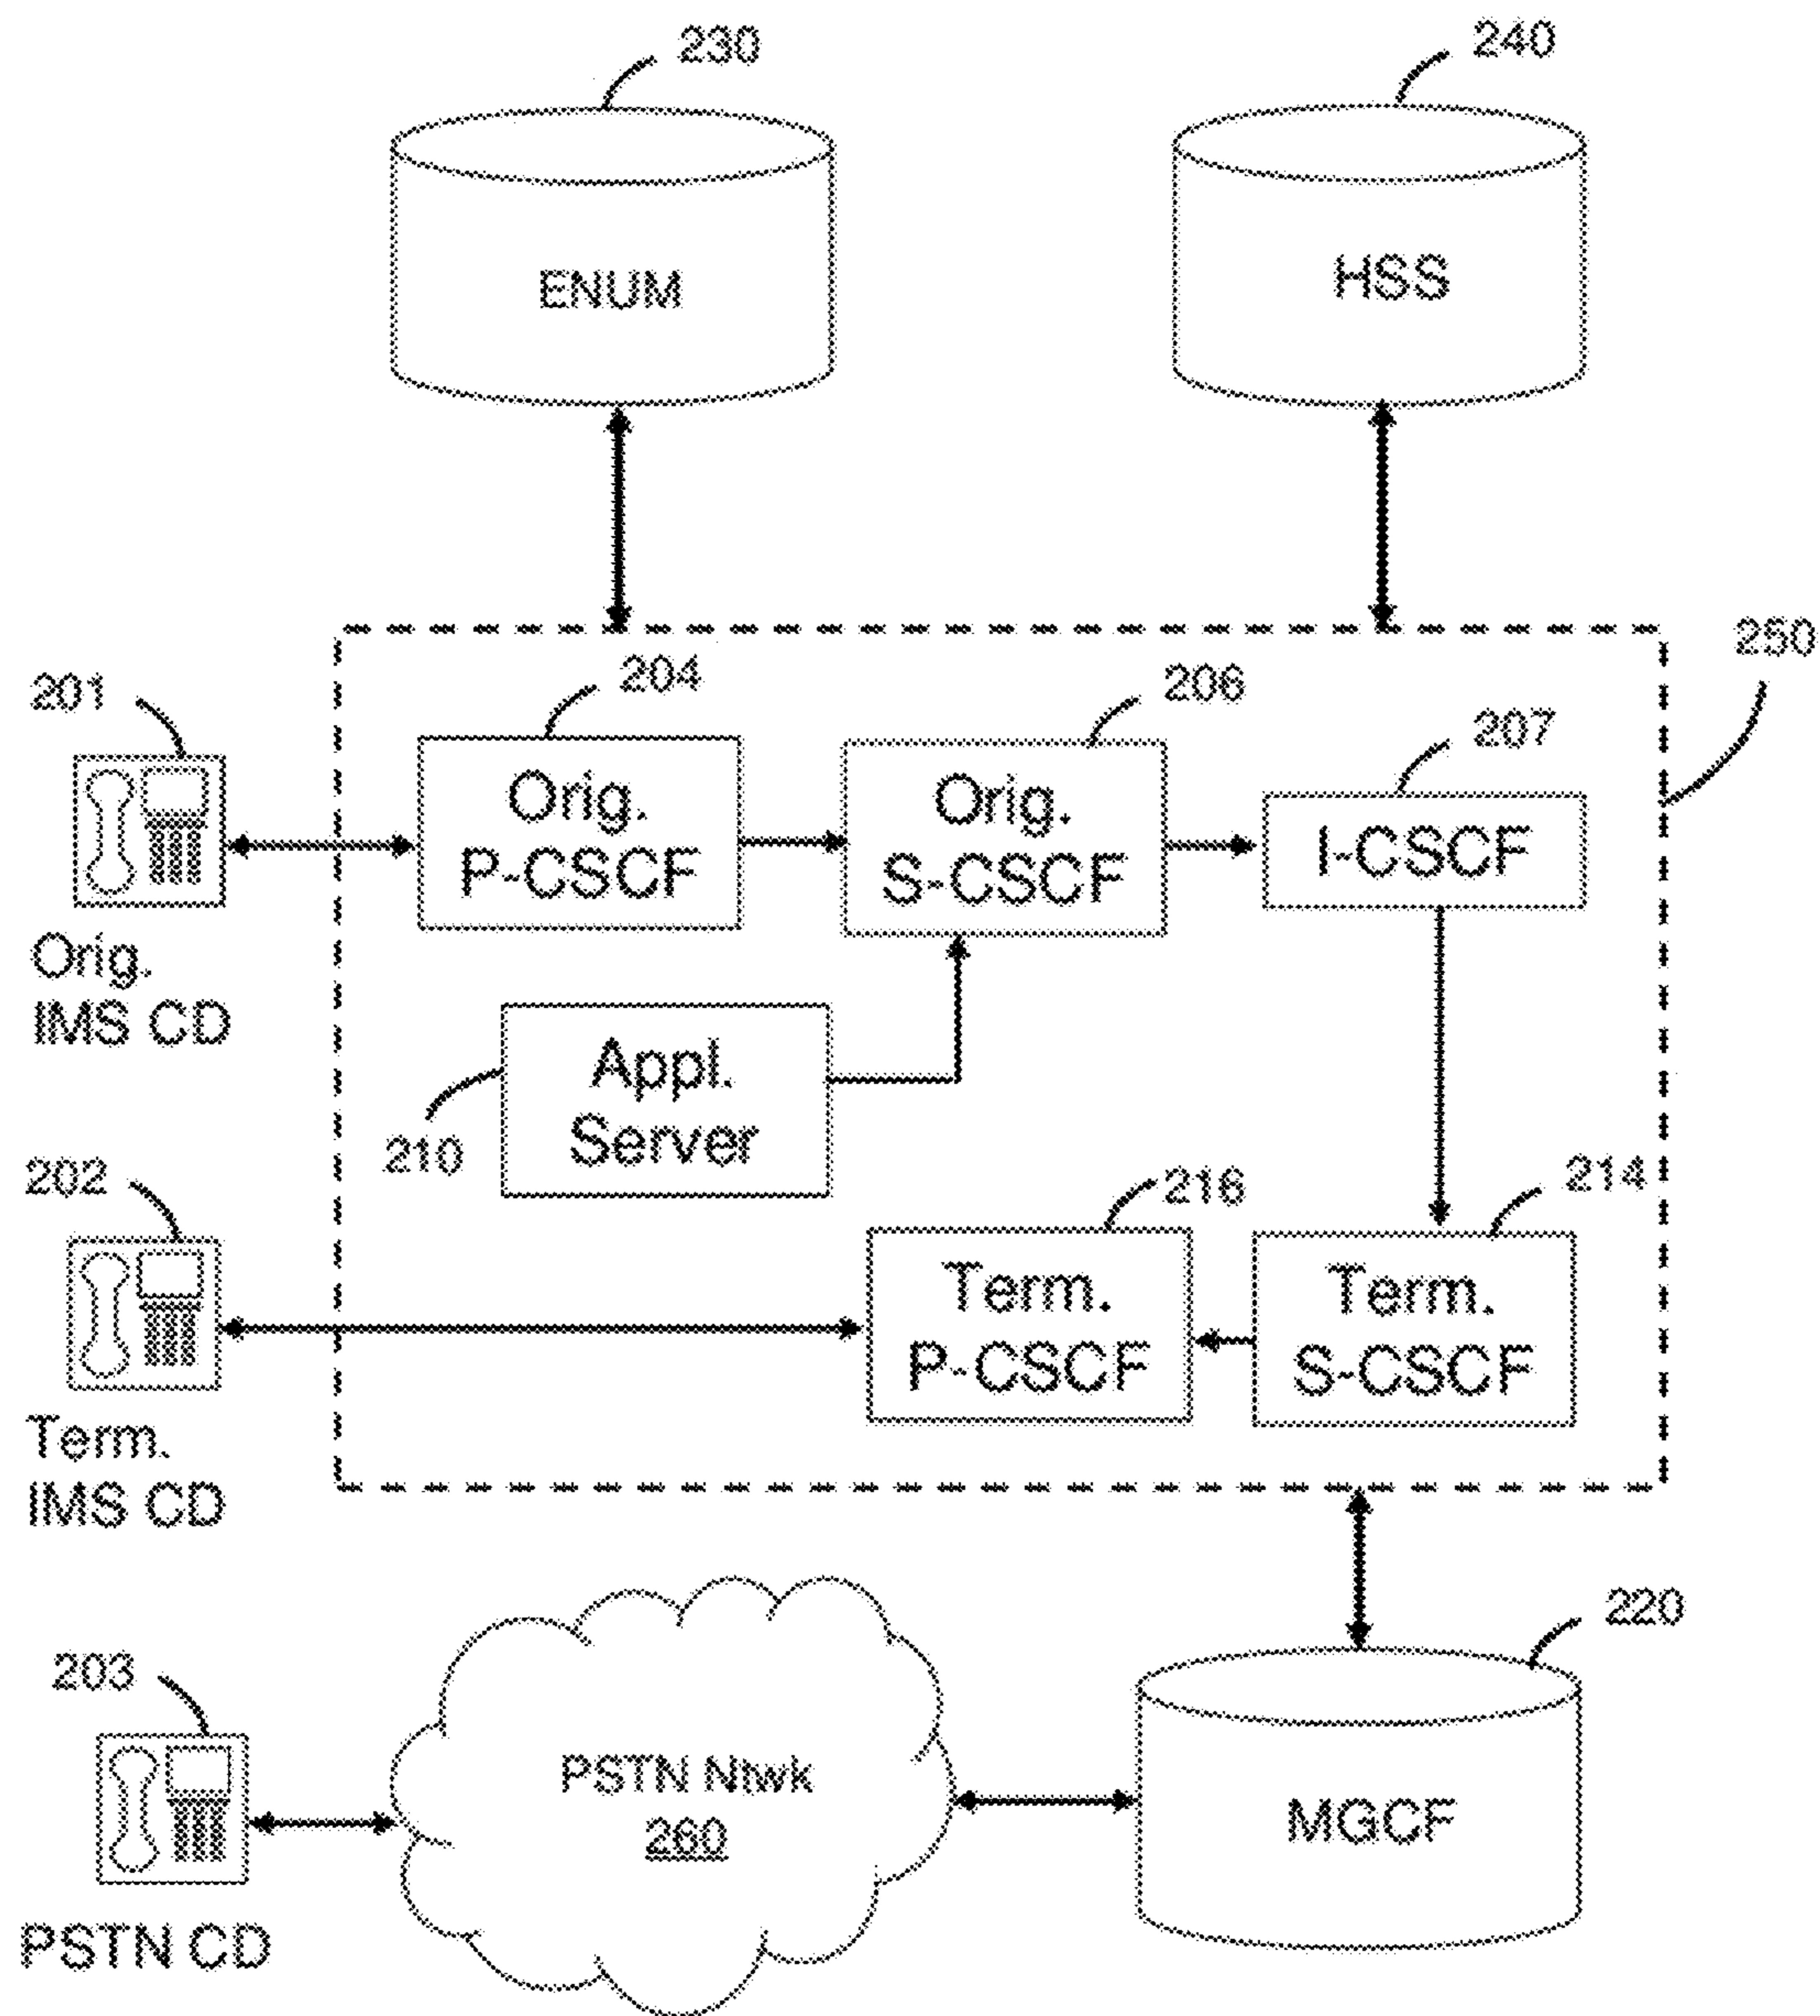 230
240
ENUM
HSS
250
204
206
201
207
Orig.
P-CSCF
Orig.
S-CSCF
I-CSCF
Orig.
IMS CD
Appl.
Server
210
202
216
214
Term.
P-CSCF
Term.
S-CSCF
Term.
IMS CD
220
203
PSTN Ntwk
260
MGCF
PSTN CD